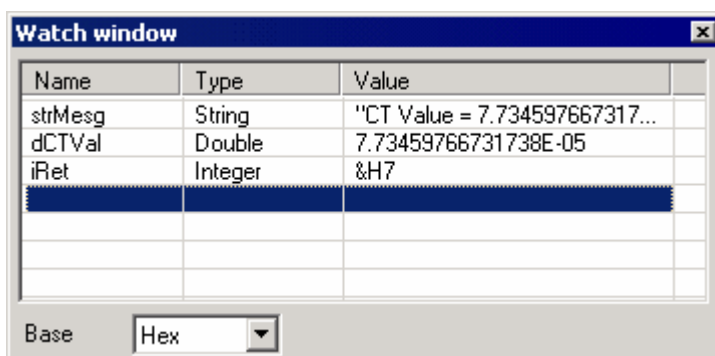 Watch window
Name Type Value
strMesg String "CT Value = 7.734597667317...
dCTVal Double 7.73459766731738E-05
iRet Integer &H7
Base Hex